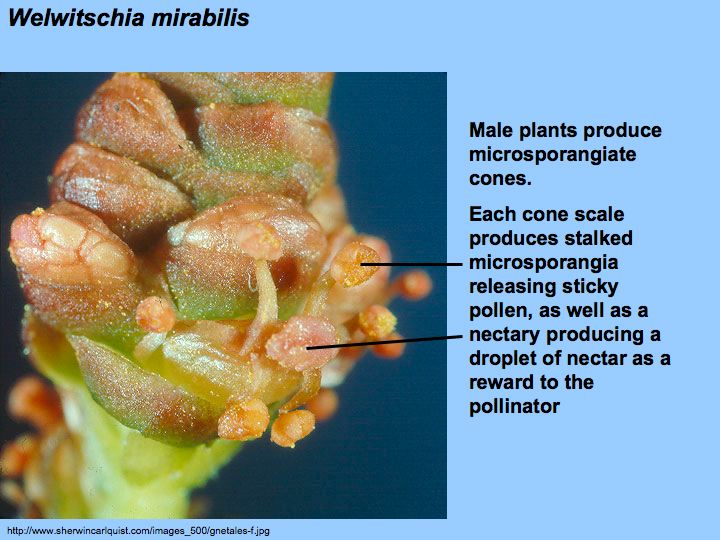 Welwitschia mirabilis
Male plants produce
microsporangiate
cones.
Each cone scale
produces stalked
microsporangia
releasing sticky
pollen, as well as a
nectary producing a
droplet of nectar as a
reward to the
pollinator
http://www.sherwincarlquist.com/images_500/gnetales-f.jpg